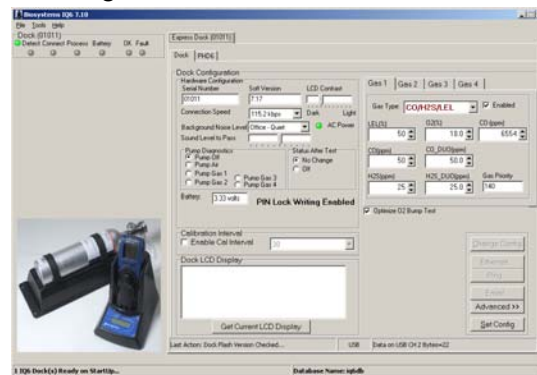 Biosystems IQ6 7.10
File Tools Help
Dock (01011)
Detect Connect Process Battery OK Fault
Express Dock (01011)
Dock PHD6
Dock Configuration
Hardware Configuration
Serial Number Soft Version LCD Contrast
01011 7.17
Connection Speed 115.2 kbps Dark Light
Background Noise Level Office - Quiet AC Power
Sound Level to Pass
Pump Diagnostics
Pump Off
Pump Air
Pump Gas 1
Pump Gas 2
Pump Gas 3
Pump Gas 4
Status After Test
No Change
Off
Battery: 3.33 volts PIN Lock Writing Enabled
Calibration Interval
Enable Cal Interval 30
Dock LCD Display
Get Current LCD Display
Gas 1 Gas 2 Gas 3 Gas 4
Gas Type: CO/H2S/LEL Enabled
LEL(%) O2(%) CO-(ppm)
50 18.0 6554
CO(ppm) CO_DUO(ppm)
50 50.0
H2S(ppm) H2S_DUO(ppm) Gas Priority
25 25.0 140
Optimize O2 Bump Test
Change Config
Ethernet
Ping
Email
Advanced >>
Set Config
Last Action: Dock Flash Version Checked... USB Data on USB CH 2 Bytes=22
1 IQ6 Dock(s) Ready on StartUp... Database Name: iq6db